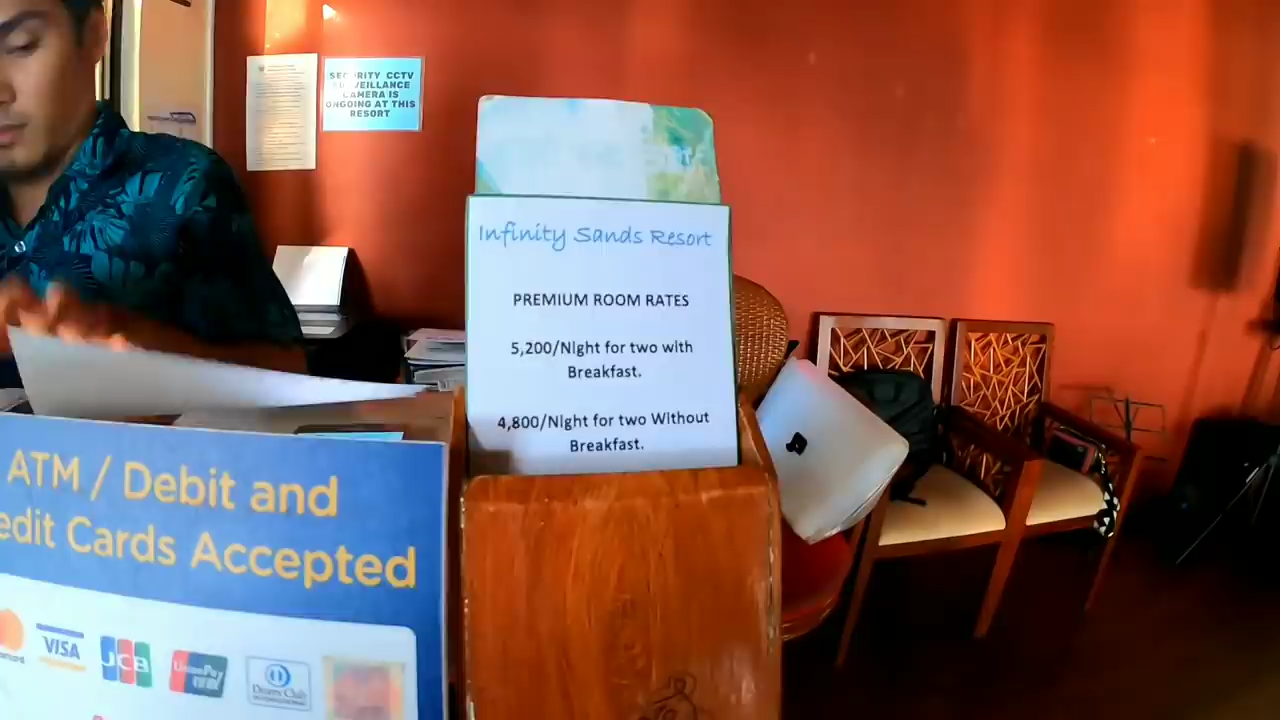 SECURITY CCTV
SURVEILLANCE
CAMERA IS
ONGOING AT THIS
RESORT
Infinity Sands Resort
PREMIUM ROOM RATES
5,200/Night for two with
Breakfast.
4,800/Night for two Without
Breakfast.
ATM / Debit and
edit Cards Accepted
VISA
JCB
UnionPay
Diners Club
INTERNATIONAL